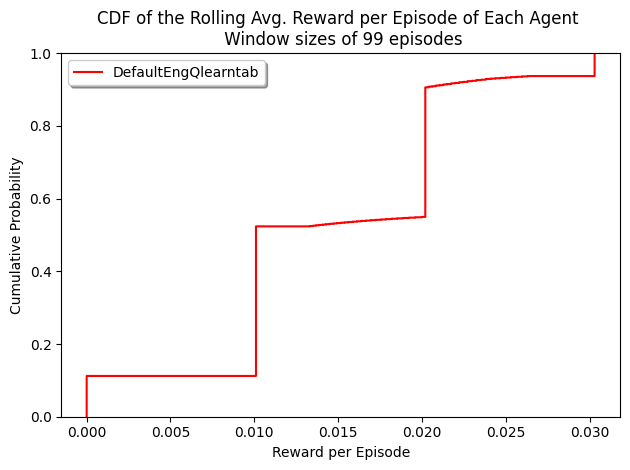 CDF of the Rolling Avg. Reward per Episode of Each Agent
Window sizes of 99 episodes
DefaultEngQlearntab
Cumulative Probability
1.0
0.8
0.6
0.4
0.2
0.0
0.000 0.005 0.010 0.015 0.020 0.025 0.030
Reward per Episode